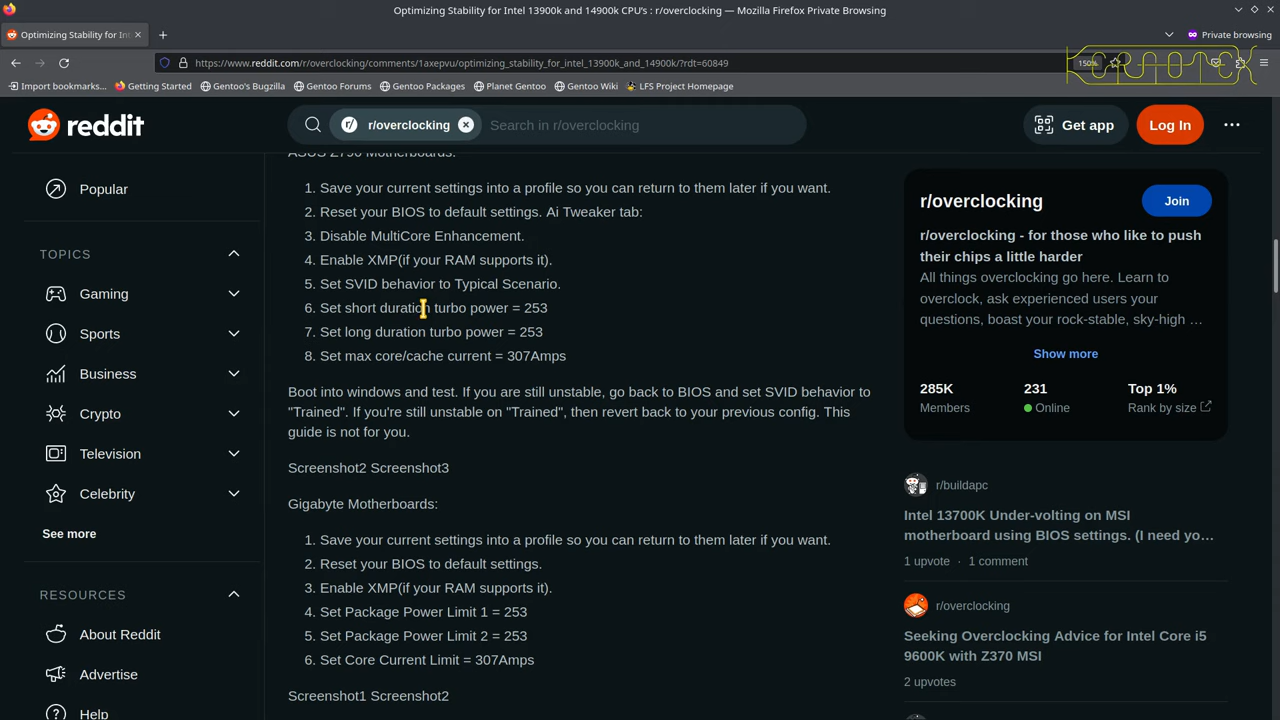 Optimizing Stability for Intel 13900k and 14900k CPU's : r/overclocking — Mozilla Firefox Private Browsing
Optimizing Stability for Int
Private browsing
https://www.reddit.com/r/overclocking/comments/1axepvu/optimizing_stability_for_intel_13900k_and_14900k/?rdt=60849
150%
Import bookmarks...
Getting Started
Gentoo's Bugzilla
Gentoo Forums
Gentoo Packages
Planet Gentoo
Gentoo Wiki
LFS Project Homepage
reddit
r/overclocking
Search in r/overclocking
Get app
Log In
Popular
TOPICS
Gaming
Sports
Business
Crypto
Television
Celebrity
See more
RESOURCES
About Reddit
Advertise
Help
ASUS Z790 Motherboards:
1. Save your current settings into a profile so you can return to them later if you want.
2. Reset your BIOS to default settings. Ai Tweaker tab:
3. Disable MultiCore Enhancement.
4. Enable XMP(if your RAM supports it).
5. Set SVID behavior to Typical Scenario.
6. Set short duration turbo power = 253
7. Set long duration turbo power = 253
8. Set max core/cache current = 307Amps
Boot into windows and test. If you are still unstable, go back to BIOS and set SVID behavior to
"Trained". If you're still unstable on "Trained", then revert back to your previous config. This
guide is not for you.
Screenshot2 Screenshot3
Gigabyte Motherboards:
1. Save your current settings into a profile so you can return to them later if you want.
2. Reset your BIOS to default settings.
3. Enable XMP(if your RAM supports it).
4. Set Package Power Limit 1 = 253
5. Set Package Power Limit 2 = 253
6. Set Core Current Limit = 307Amps
Screenshot1 Screenshot2
r/overclocking
Join
r/overclocking - for those who like to
push their chips a little harder
All things overclocking go here. Learn to
overclock, ask experienced users your
questions, boast your rock-stable, sky-high ...
Show more
285K
Members
231
Online
Top 1%
Rank by size
r/buildapc
Intel 13700K Under-volting on MSI
motherboard using BIOS settings. (I need yo...
1 upvote · 1 comment
r/overclocking
Seeking Overclocking Advice for Intel Core i5
9600K with Z370 MSI
2 upvotes